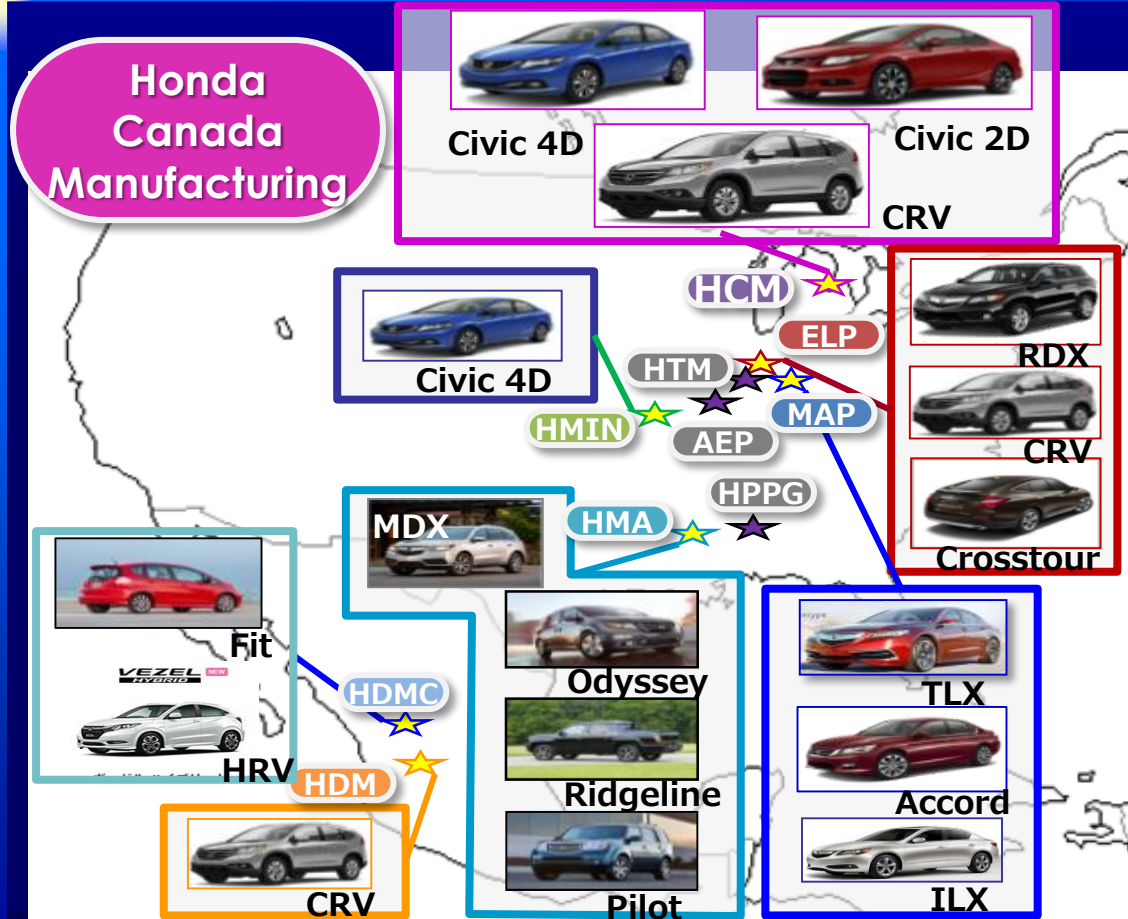 Honda
Canada
Manufacturing
Civic 4D
Civic 2D
CRV
HCM
ELP
RDX
Civic 4D
HTM
HMIN
AEP
MAP
CRV
HPPG
Crosstour
MDX
HMA
Fit
VEZEL NEW
HYBRID
HRV
HDMC
HDM
CRV
Odyssey
Ridgeline
Pilot
TLX
Accord
ILX